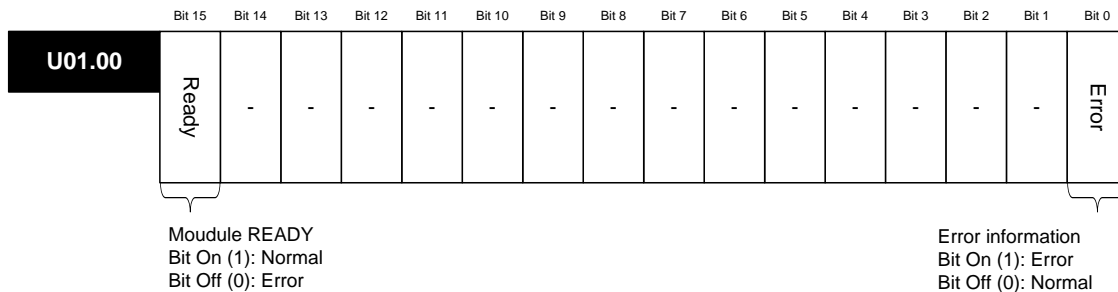 Bit 15 Bit 14 Bit 13 Bit 12 Bit 11 Bit 10 Bit 9 Bit 8 Bit 7 Bit 6 Bit 5 Bit 4 Bit 3 Bit 2 Bit 1 Bit 0
U01.00
Ready - - - - - - - - - - - - - - Error
Moudule READY
Bit On (1): Normal
Bit Off (0): Error
Error information
Bit On (1): Error
Bit Off (0): Normal